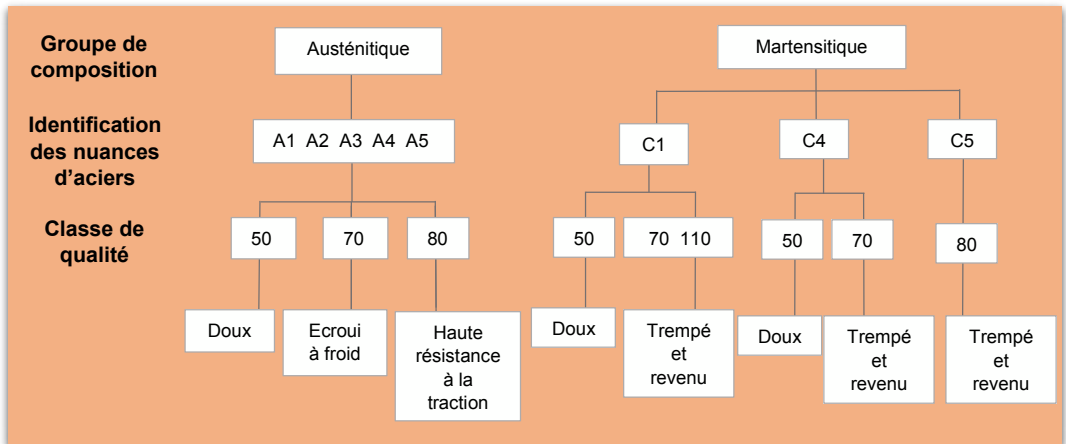 Groupe de
composition
Austénitique
Martensitique
Identification
des nuances
d'aciers
A1 A2 A3 A4 A5
C1
C4
C5
Classe de
qualité
50
70
80
50
70 110
50
70
80
Doux
Ecroui
à froid
Haute
résistance
à la
traction
Doux
Trempé
et
revenu
Doux
Trempé
et
revenu
Trempé
et
revenu